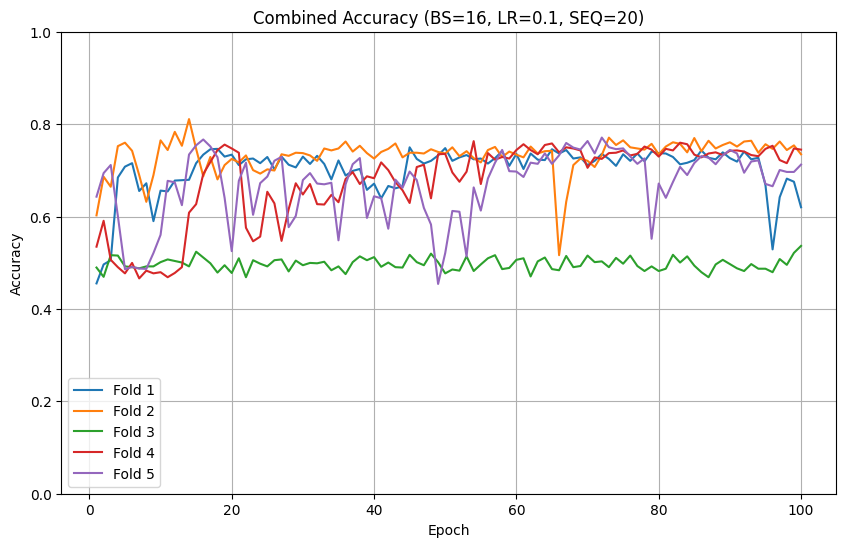 Combined Accuracy (BS=16, LR=0.1, SEQ=20)
1.0
0.8
0.6
0.4
0.2
0.0
Accuracy
Fold 1
Fold 2
Fold 3
Fold 4
Fold 5
0 20 40 60 80 100
Epoch